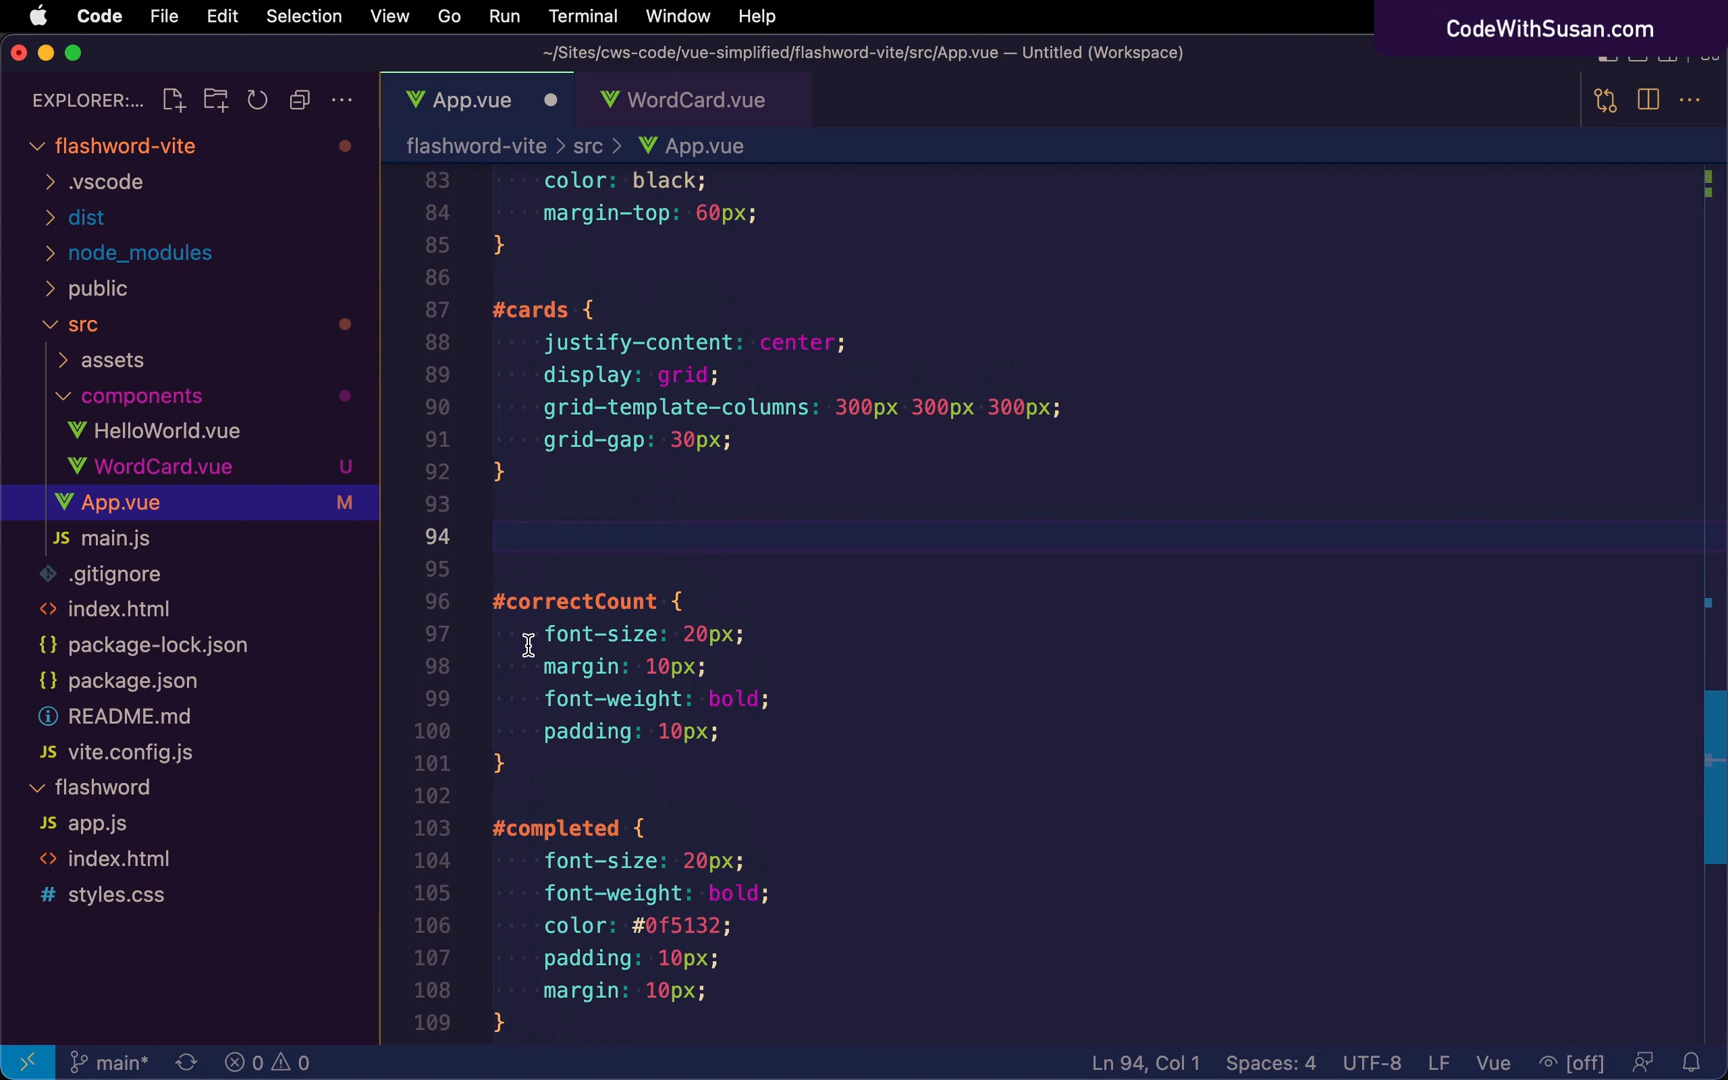 Code File Edit Selection View Go Run Terminal Window Help
CodeWithSusan.com
~/Sites/cws-code/vue-simplified/flashword-vite/src/App.vue — Untitled (Workspace)
EXPLORER:...
App.vue
WordCard.vue
flashword-vite > src > App.vue
flashword-vite
.vscode
dist
node_modules
public
src
assets
components
HelloWorld.vue
WordCard.vue U
App.vue M
JS main.js
.gitignore
<> index.html
{} package-lock.json
{} package.json
README.md
JS vite.config.js
flashword
JS app.js
<> index.html
# styles.css
83 color: black;
84 margin-top: 60px;
85 }
86
87 #cards {
88 justify-content: center;
89 display: grid;
90 grid-template-columns: 300px 300px 300px;
91 grid-gap: 30px;
92 }
93
94
95
96 #correctCount {
97 font-size: 20px;
98 margin: 10px;
99 font-weight: bold;
100 padding: 10px;
101 }
102
103 #completed {
104 font-size: 20px;
105 font-weight: bold;
106 color: #0f5132;
107 padding: 10px;
108 margin: 10px;
109 }
main* 0 0 Ln 94, Col 1 Spaces: 4 UTF-8 LF Vue [off]